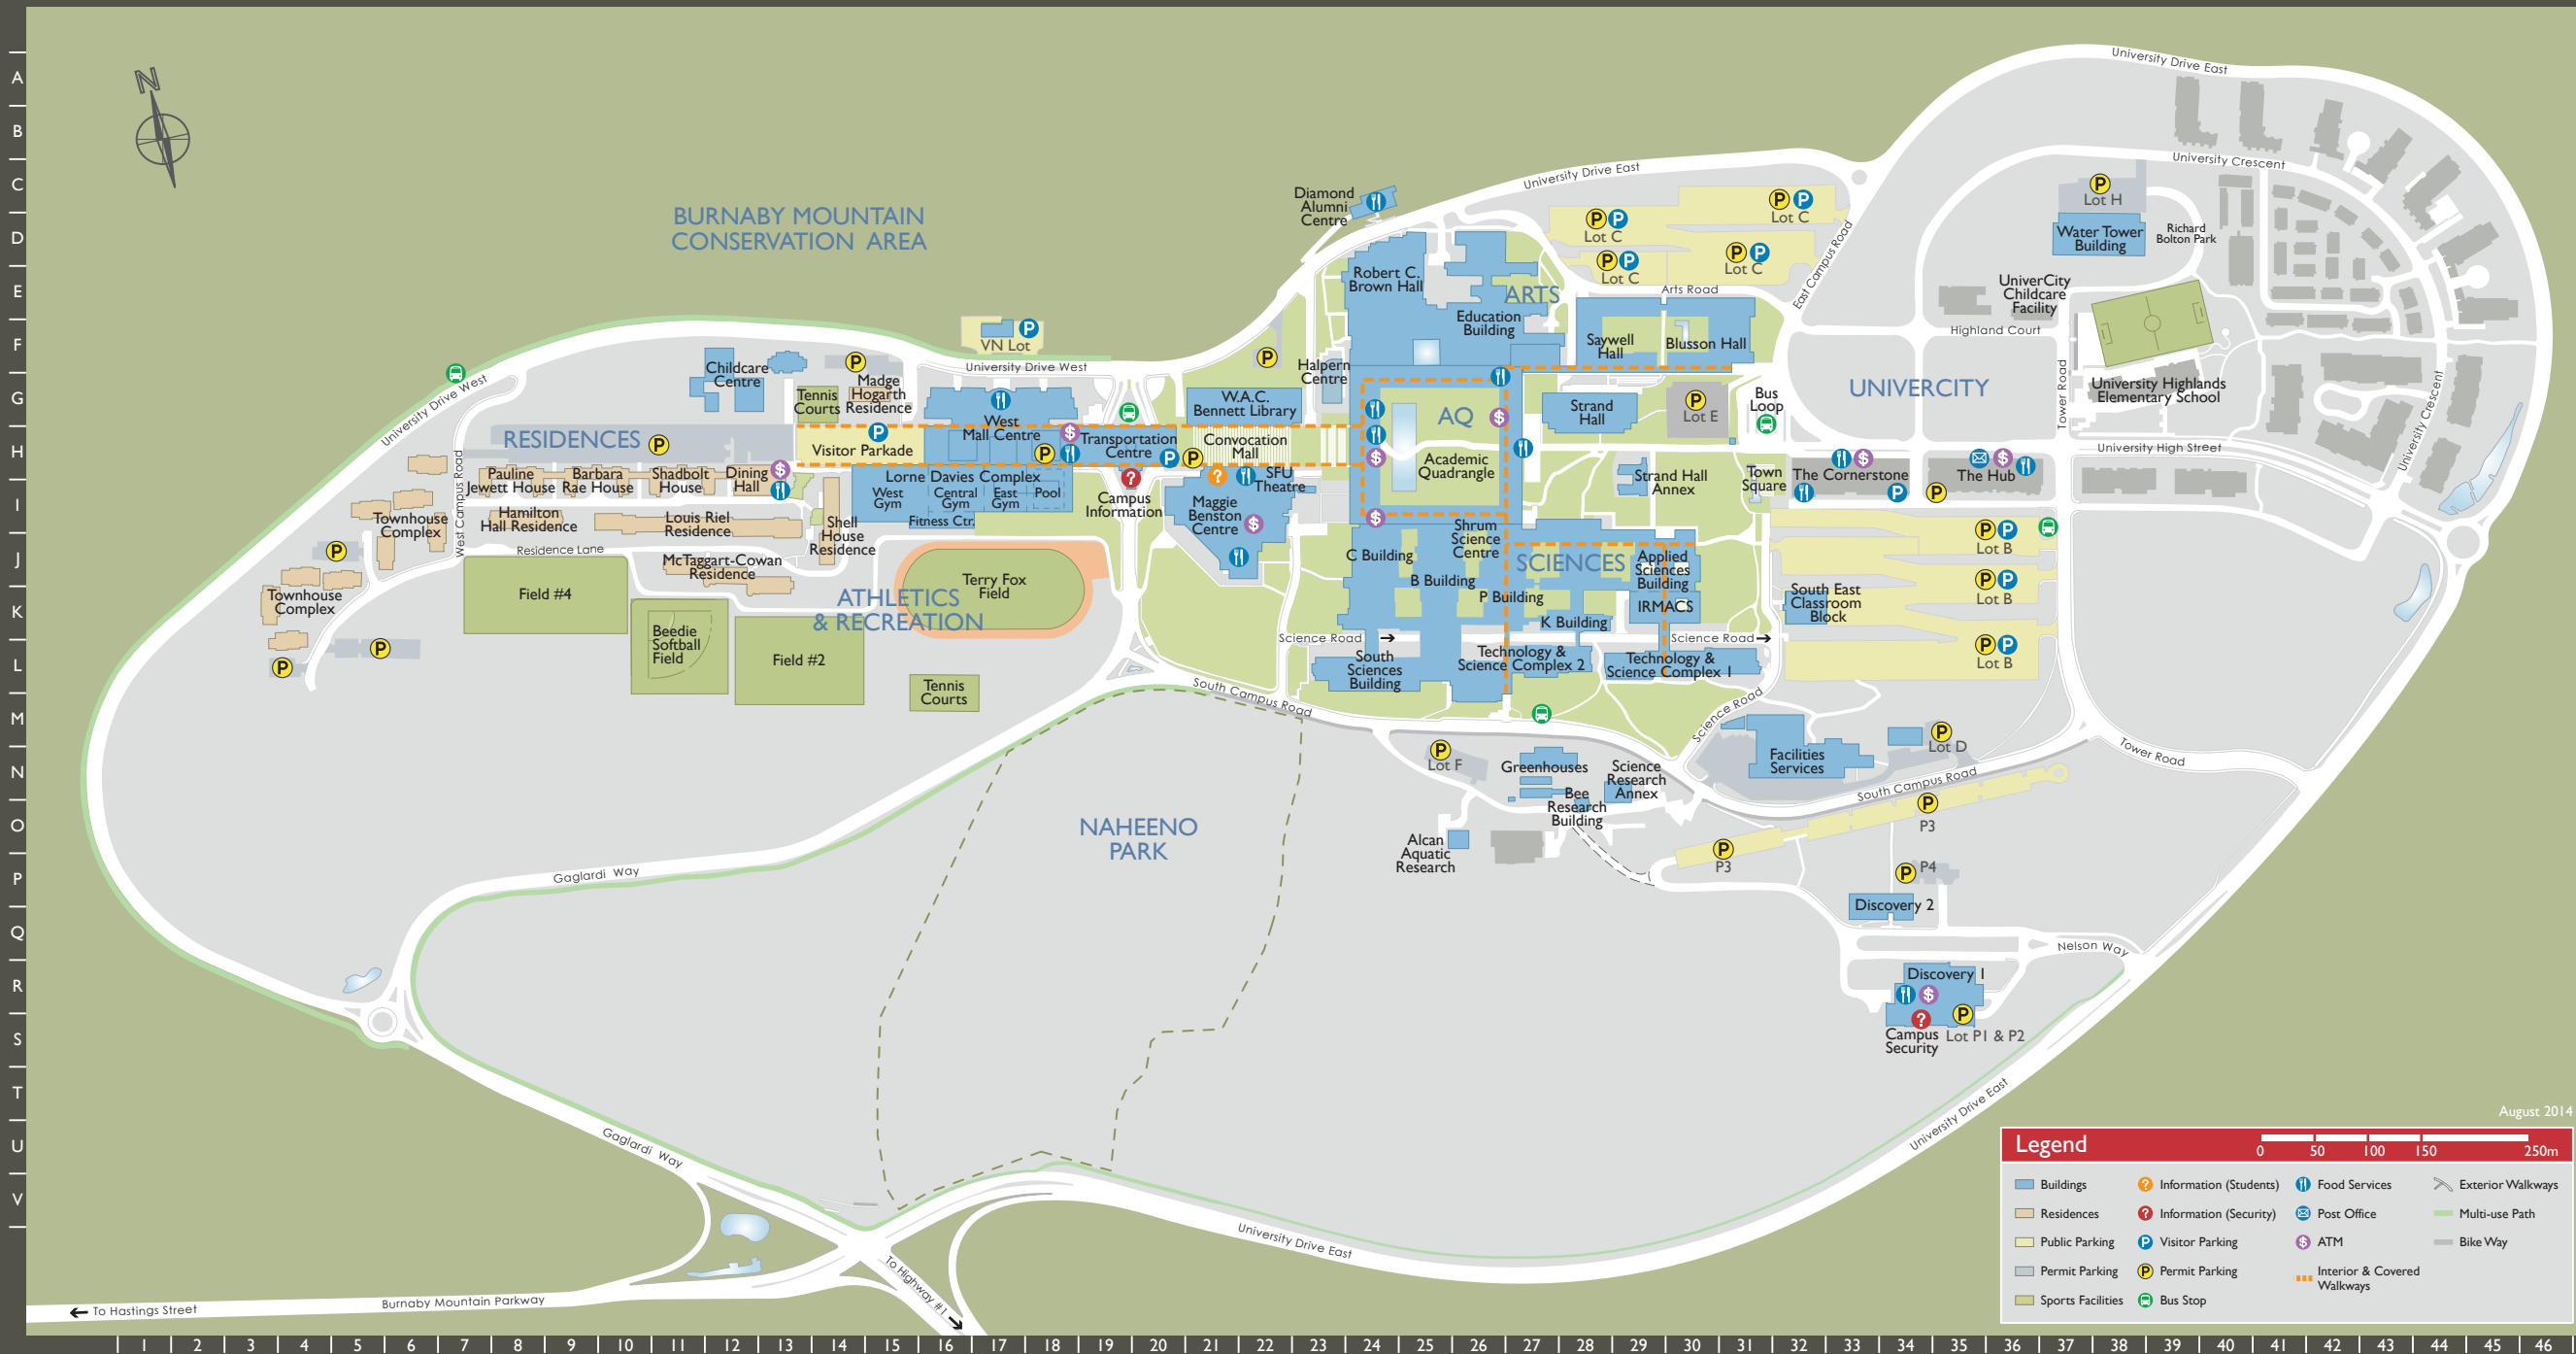 A
B
C
D
E
F
G
H
I
J
K
L
M
N
O
P
Q
R
S
T
U
V
N
BURNABY MOUNTAIN
CONSERVATION AREA
University Drive East
University Crescent
P
Lot H
Water Tower
Building
Richard
Bolton Park
Diamond
Alumni
Centre
University Drive East
P P
Lot C
P P
Lot C
P P
Lot C
P P
Lot C
East Campus Road
Robert C.
Brown Hall
ARTS
Education
Building
Arts Road
Saywell
Hall
Blusson Hall
UniverCity
Childcare
Facility
Highland Court
Tower Road
UNIVERCITY
University Highlands
Elementary School
University Crescent
University High Street
University Crescent
P
VN Lot
University Drive West
P
Halpern
Centre
University Drive West
Childcare
Centre
P
Madge
Hogarth
Residence
Tennis
Courts
West
Mall Centre
W.A.C.
Bennett Library
AQ
$
Academic
Quadrangle
$
$
Strand
Hall
P
Lot E
Bus
Loop
RESIDENCES
P
P
Visitor Parkade
$
P
Transportation
Centre
P P
Convocation
Mall
?
SFU
Theatre
?
Campus
Information
Maggie
Benston
Centre
$
Pauline
Jewett House
Barbara
Rae House
Shadbolt
House
Dining
Hall
$
Lorne Davies Complex
West
Gym
Central
Gym
East
Gym
Pool
Fitness Ctr.
Hamilton
Hall Residence
Louis Riel
Residence
Shell
House
Residence
Townhouse
Complex
West Campus Road
P
Residence Lane
McTaggart-Cowan
Residence
Townhouse
Complex
P
P
Field #4
Beedie
Softball
Field
Field #2
ATHLETICS
& RECREATION
Terry Fox
Field
Tennis
Courts
Strand Hall
Annex
Town
Square
$
The Cornerstone
P
P
$
The Hub
Shrum
Science
Centre
C Building
B Building
P Building
SCIENCES
Applied
Sciences
Building
IRMACS
K Building
Science Road
Science Road
South
Sciences
Building
Technology &
Science Complex 2
Technology &
Science Complex 1
South East
Classroom
Block
P P
Lot B
P P
Lot B
P P
Lot B
South Campus Road
Science Road
P
Lot F
Greenhouses
Science
Research
Annex
Bee
Research
Building
Alcan
Aquatic
Research
Facilities
Services
P
Lot D
South Campus Road
Tower Road
P
P3
P
P3
P
P4
Discovery 2
Nelson Way
Discovery 1
$
?
P
Campus
Security
Lot P1 & P2
NAHEENO
PARK
Gaglardi Way
Gaglardi Way
University Drive East
University Drive East
To Highway #1
Burnaby Mountain Parkway
To Hastings Street
August 2014
Legend
0 50 100 150 250m
Buildings
Residences
Public Parking
Permit Parking
Sports Facilities
? Information (Students)
? Information (Security)
P Visitor Parking
P Permit Parking
Bus Stop
Food Services
Post Office
$ ATM
Interior & Covered
Walkways
Exterior Walkways
Multi-use Path
Bike Way
1 2 3 4 5 6 7 8 9 10 11 12 13 14 15 16 17 18 19 20 21 22 23 24 25 26 27 28 29 30 31 32 33 34 35 36 37 38 39 40 41 42 43 44 45 46